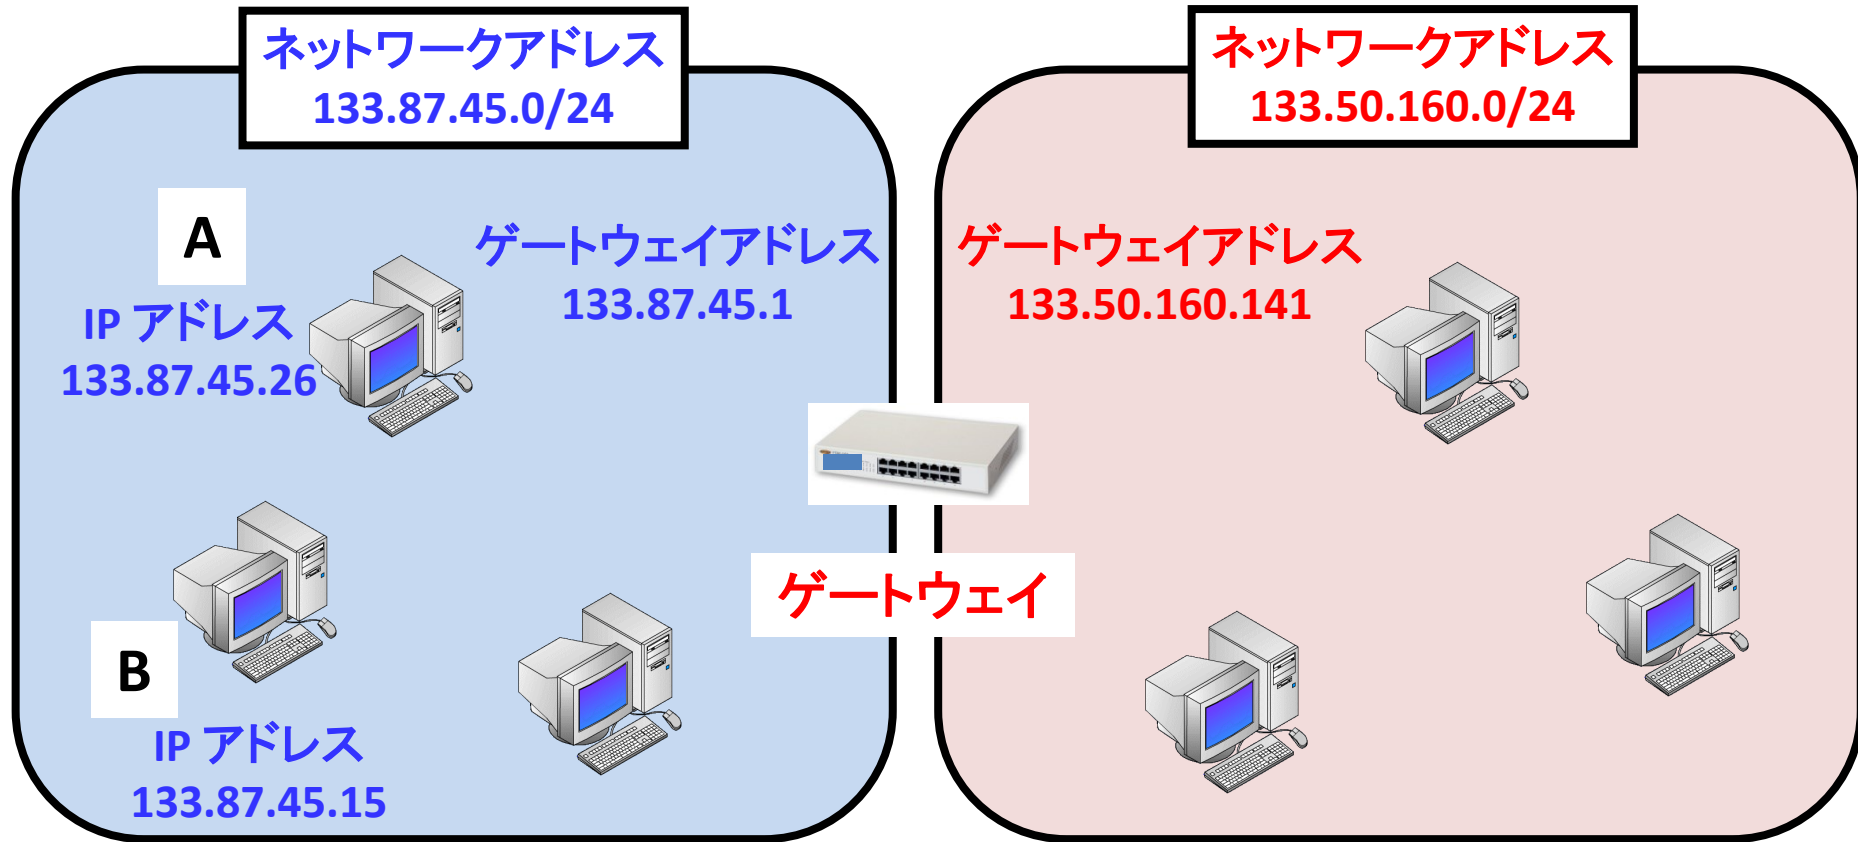 ネットワークアドレス
133.87.45.0/24
ネットワークアドレス
133.50.160.0/24
A
IP アドレス
133.87.45.26
ゲートウェイアドレス
133.87.45.1
ゲートウェイアドレス
133.50.160.141
ゲートウェイ
B
IP アドレス
133.87.45.15